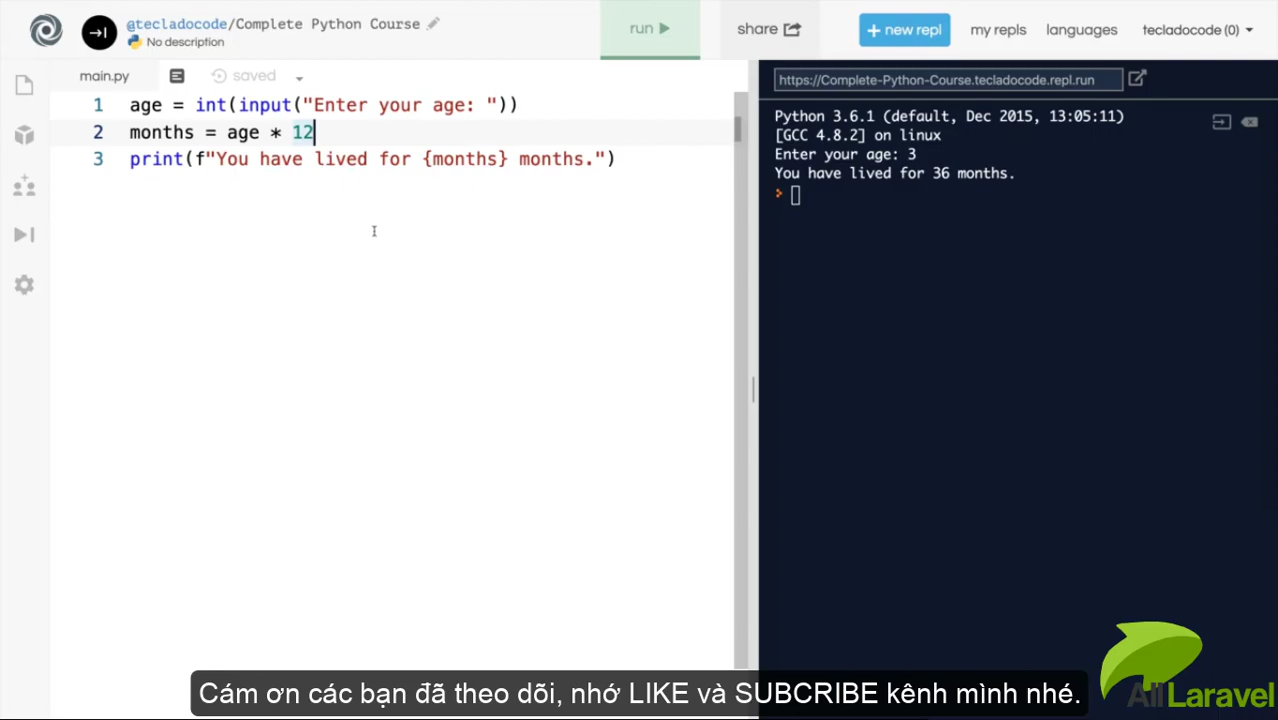 @tecladocode/Complete Python Course
No description
run
share
+ new repl
my repls
languages
tecladocode (0)
main.py
saved
1 age = int(input("Enter your age: "))
2 months = age * 12
3 print(f"You have lived for {months} months.")
https://Complete-Python-Course.tecladocode.repl.run
Python 3.6.1 (default, Dec 2015, 13:05:11)
[GCC 4.8.2] on linux
Enter your age: 3
You have lived for 36 months.
Cám ơn các bạn đã theo dõi, nhớ LIKE và SUBCRIBE kênh mình nhé.
AllLaravel